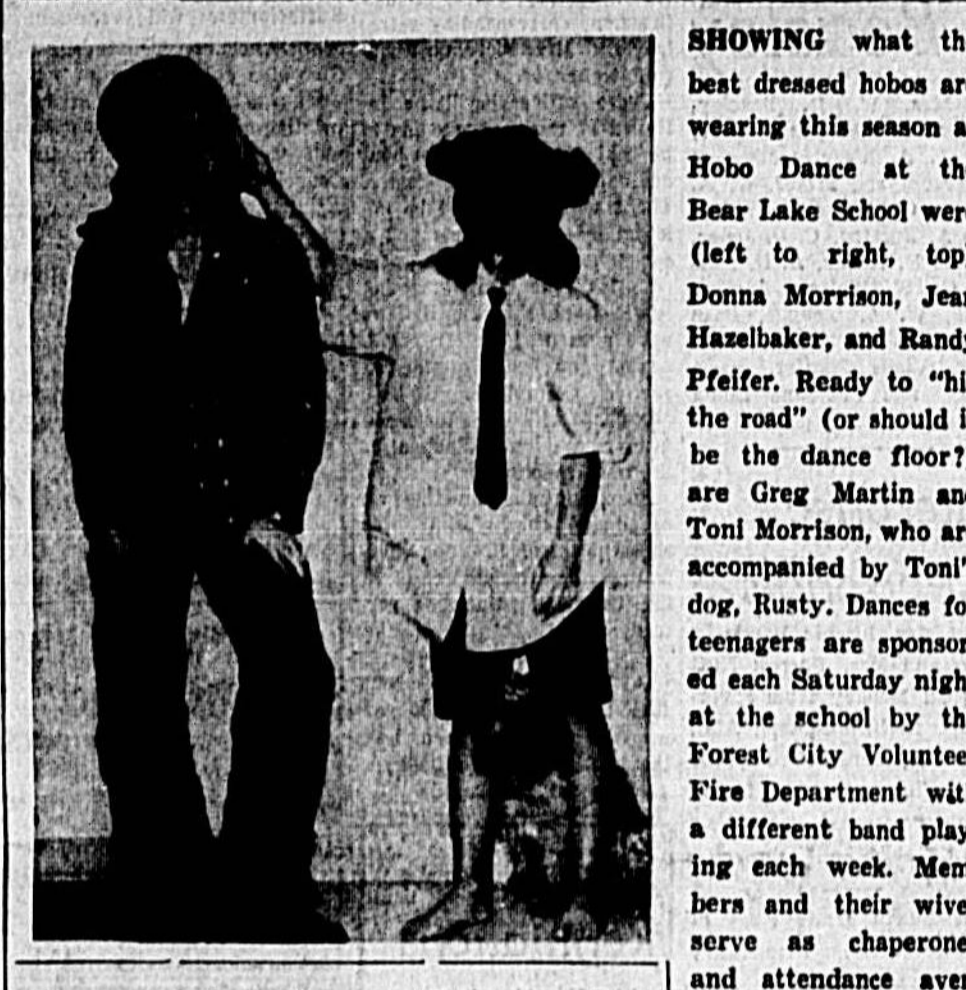 SHOWING what th
best dressed hobos ar
wearing this season a
Hobo Dance at th
Bear Lake School wer
(left to right, top
Donna Morrison, Jea
Hazelbaker, and Randy
Pfeifer. Ready to "hi
the road" (or should i
be the dance floor?
are Greg Martin an
Toni Morrison, who ar
accompanied by Toni'
dog, Rusty. Dances fo
teenagers are sponsor
ed each Saturday nigh
at the school by th
Forest City Voluntee
Fire Department wit
a different band play
ing each week. Mem
bers and their wive
serve as chaperone
and attendance aver